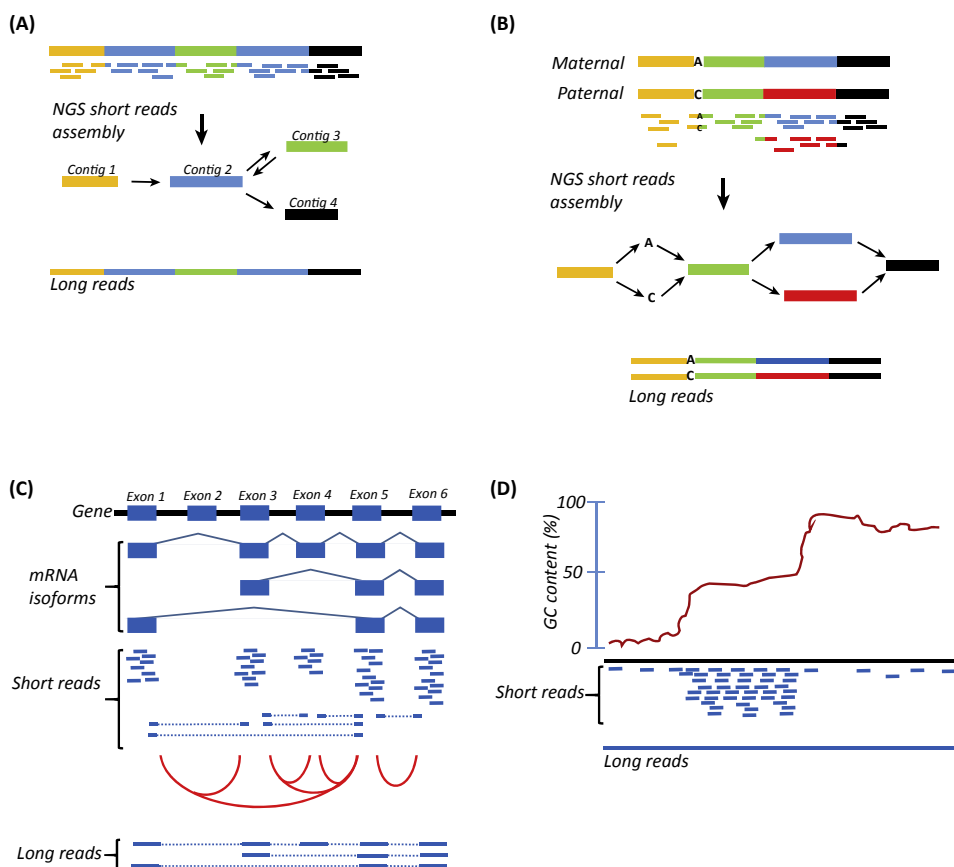 (A)
NGS short reads
assembly
Contig 1
Contig 2
Contig 3
Contig 4
Long reads
(B)
Maternal
A
Paternal
C
A
C
NGS short reads
assembly
A
C
A
C
Long reads
(C)
Exon 1 Exon 2 Exon 3 Exon 4 Exon 5 Exon 6
Gene
mRNA
isoforms
Short reads
Long reads
(D)
GC content (%)
100
50
0
Short reads
Long reads